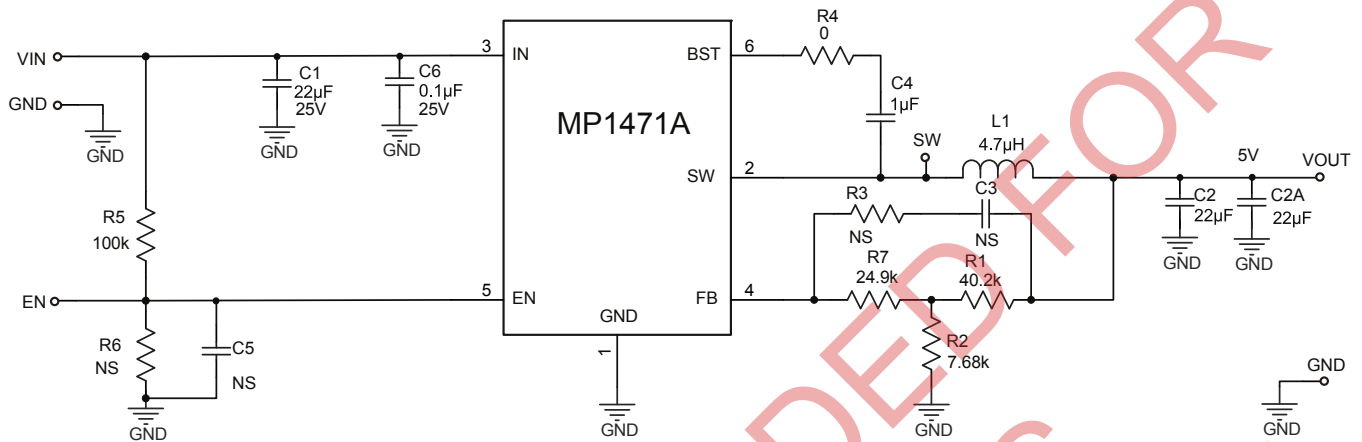 VIN
GND
GND
R5
100k
EN
R6
NS
C5
NS
GND
C1
22µF
25V
GND
C6
0.1µF
25V
GND
3
IN
5
EN
MP1471A
GND
1
GND
BST
6
SW
2
FB
4
R4
0
C4
1µF
SW
L1
4.7µH
R3
NS
C3
NS
R7
24.9k
R1
40.2k
R2
7.68k
GND
5V
VOUT
C2
22µF
GND
C2A
22µF
GND
GND
GND
DED FOR